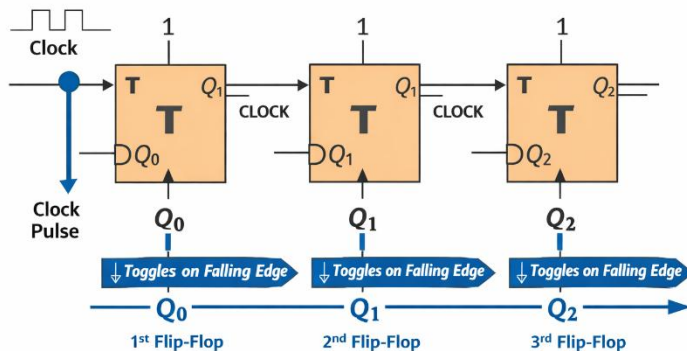 1 1 1
Clock
T Q₁ T Q₁ T Q₂
T CLOCK T CLOCK T
Q₀ Q₁ Q₂
Clock
Pulse
Q₀ Q₁ Q₂
Toggles on Falling Edge Toggles on Falling Edge Toggles on Falling Edge
Q₀ Q₁ Q₂
1st Flip-Flop 2nd Flip-Flop 3rd Flip-Flop